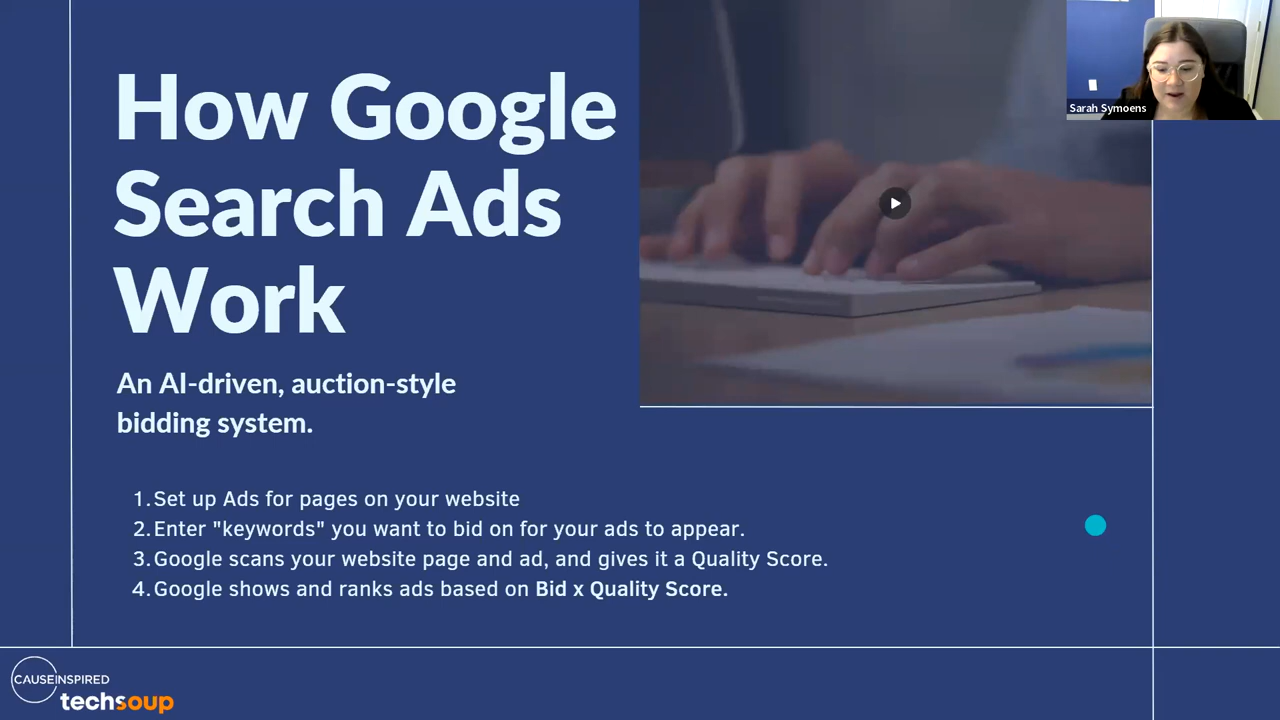 How Google
Search Ads
Work
An AI-driven, auction-style
bidding system.
1. Set up Ads for pages on your website
2. Enter "keywords" you want to bid on for your ads to appear.
3. Google scans your website page and ad, and gives it a Quality Score.
4. Google shows and ranks ads based on Bid x Quality Score.
Sarah Symoens
CAUSEINSPIRED
techsoup